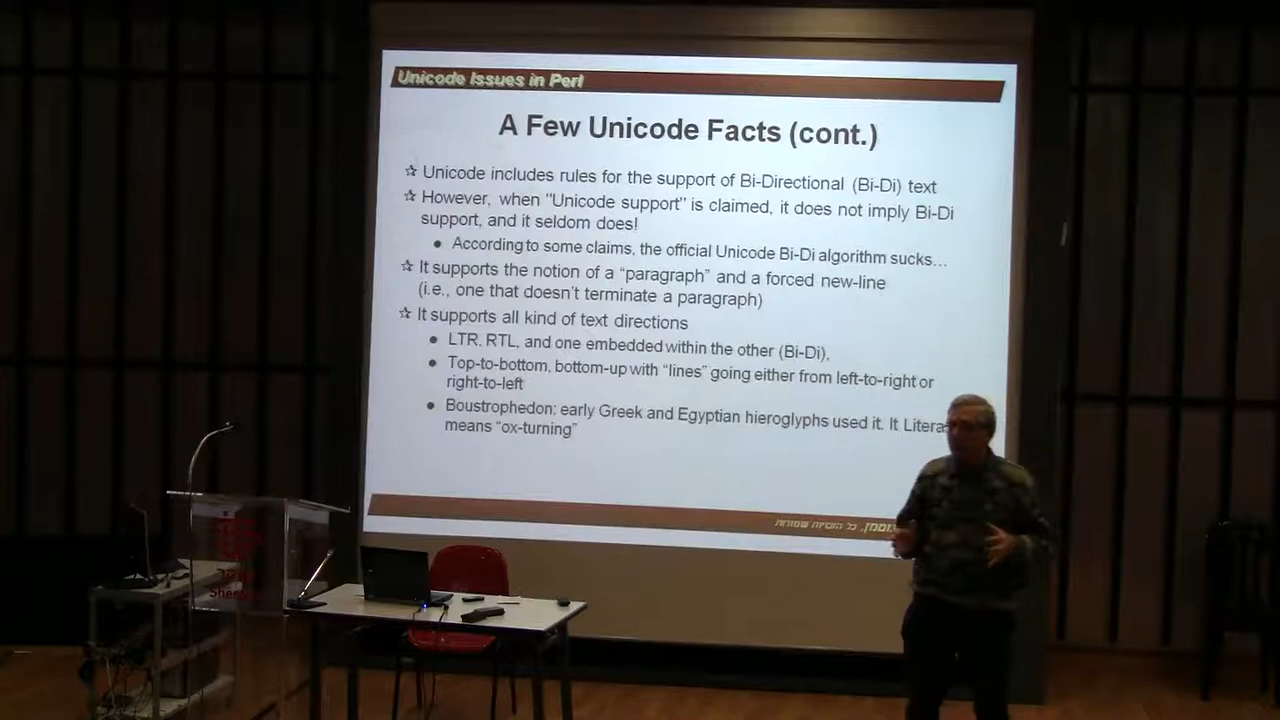 Unicode Issues in Perl
A Few Unicode Facts (cont.)
Unicode includes rules for the support of Bi-Directional (Bi-Di) text
However, when "Unicode support" is claimed, it does not imply Bi-Di
support, and it seldom does!
According to some claims, the official Unicode Bi-Di algorithm sucks…
It supports the notion of a “paragraph” and a forced new-line
(i.e., one that doesn’t terminate a paragraph)
It supports all kind of text directions
LTR, RTL, and one embedded within the other (Bi-Di),
Top-to-bottom, bottom-up with “lines” going either from left-to-right or
right-to-left
Boustrophedon: early Greek and Egyptian hieroglyphs used it. It Litera
means “ox-turning”
כל הזכויות שמורות